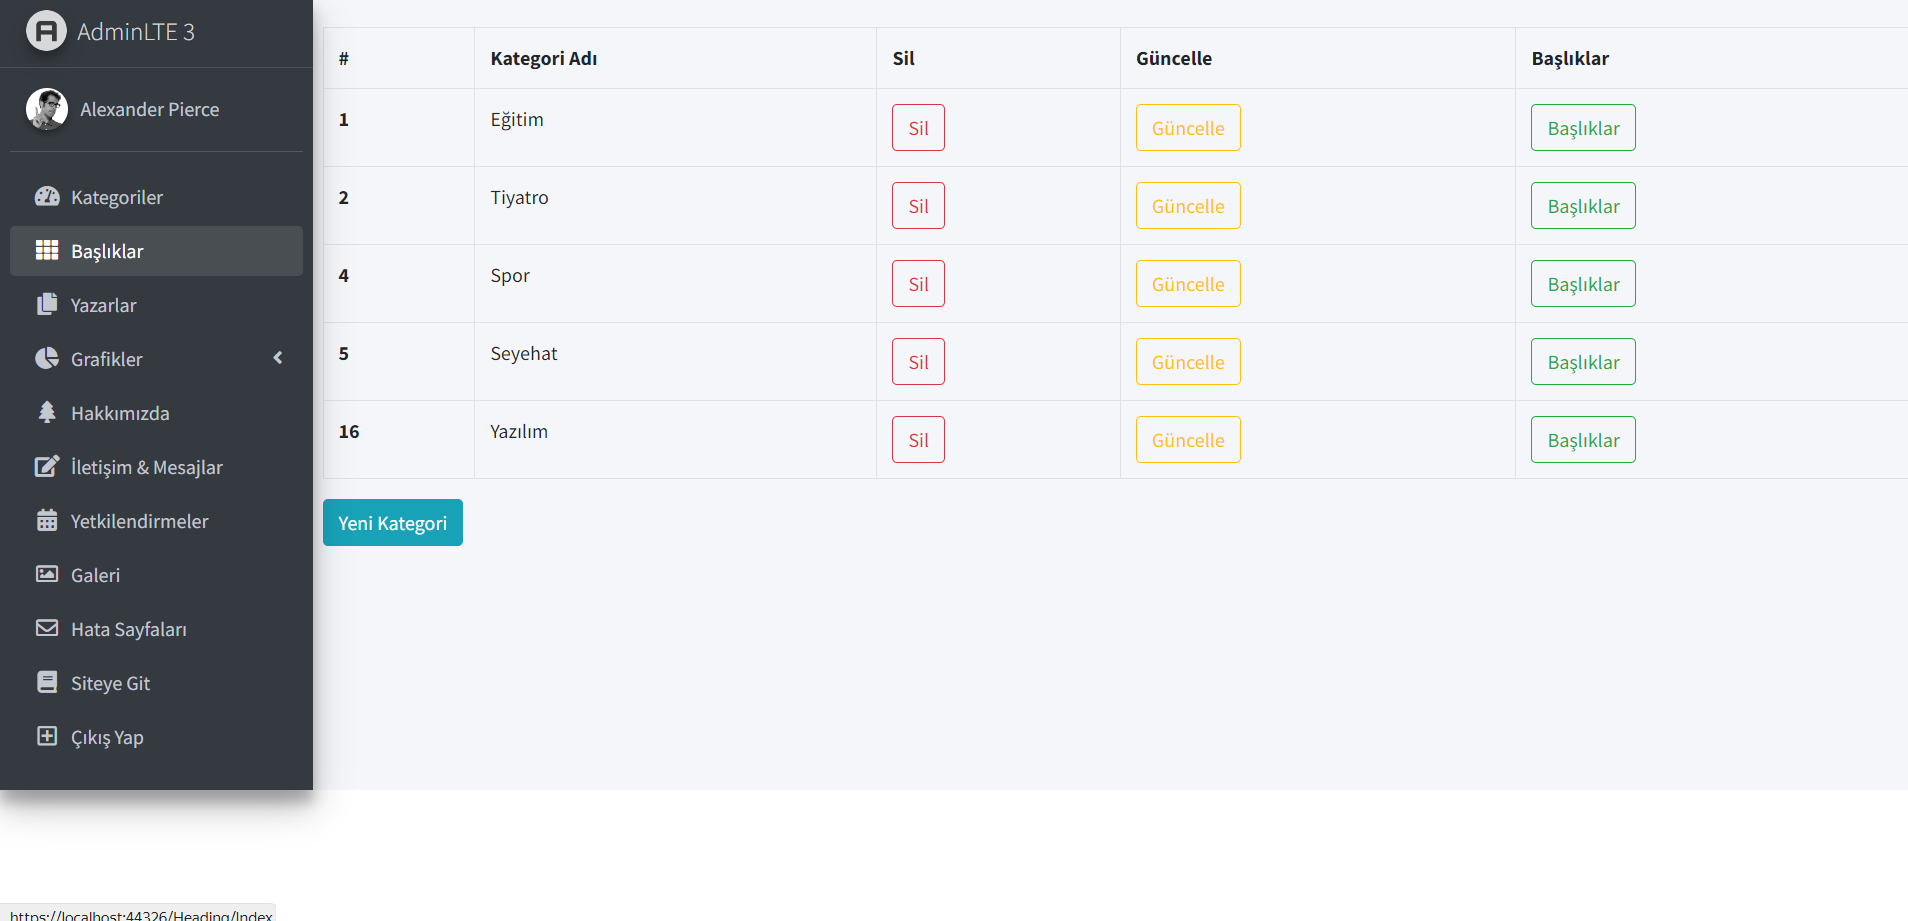 AdminLTE 3
Alexander Pierce
Kategoriler
Başlıklar
Yazarlar
Grafikler
Hakkımızda
İletişim & Mesajlar
Yetkilendirmeler
Galeri
Hata Sayfaları
Siteye Git
Çıkış Yap
# Kategori Adı Sil Güncelle Başlıklar
1 Eğitim Sil Güncelle Başlıklar
2 Tiyatro Sil Güncelle Başlıklar
4 Spor Sil Güncelle Başlıklar
5 Seyehat Sil Güncelle Başlıklar
16 Yazılım Sil Güncelle Başlıklar
Yeni Kategori
https://localhost:44326/Heading/Index